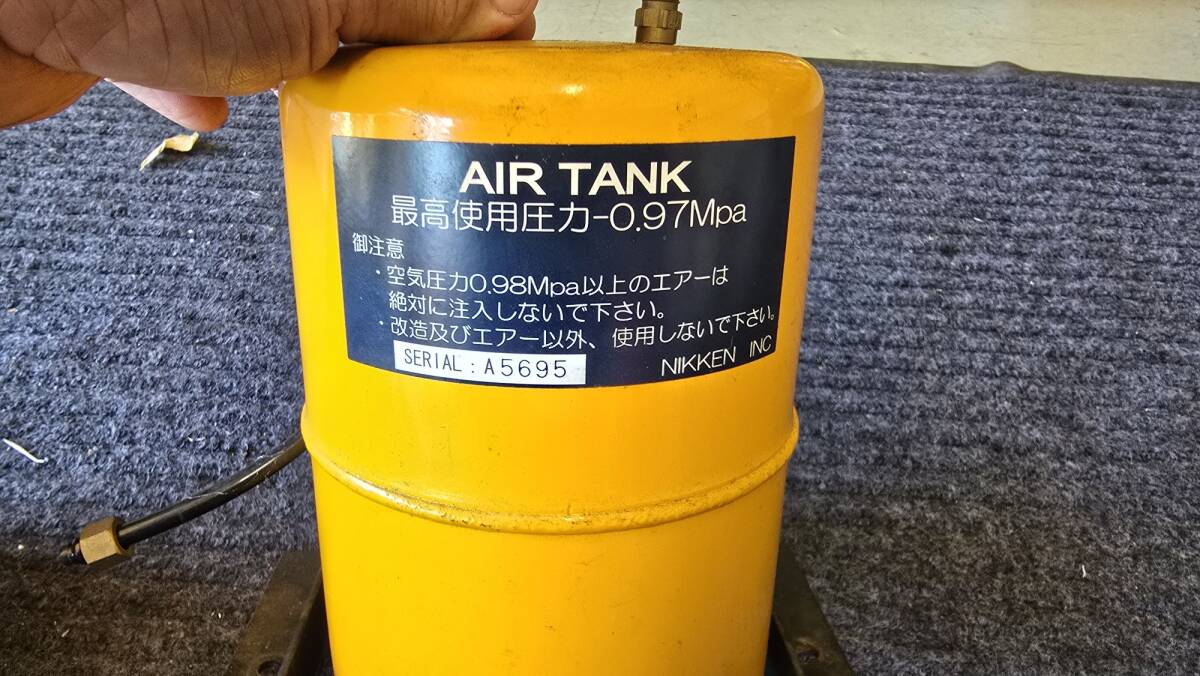 AIR TANK
最高使用圧力-0.97Mpa
御注意
・空気圧力0.98Mpa以上のエアーは
絶対に注入しないで下さい。
・改造及びエアー以外、使用しないで下さい。
SERIAL : A5695
NIKKEN INC